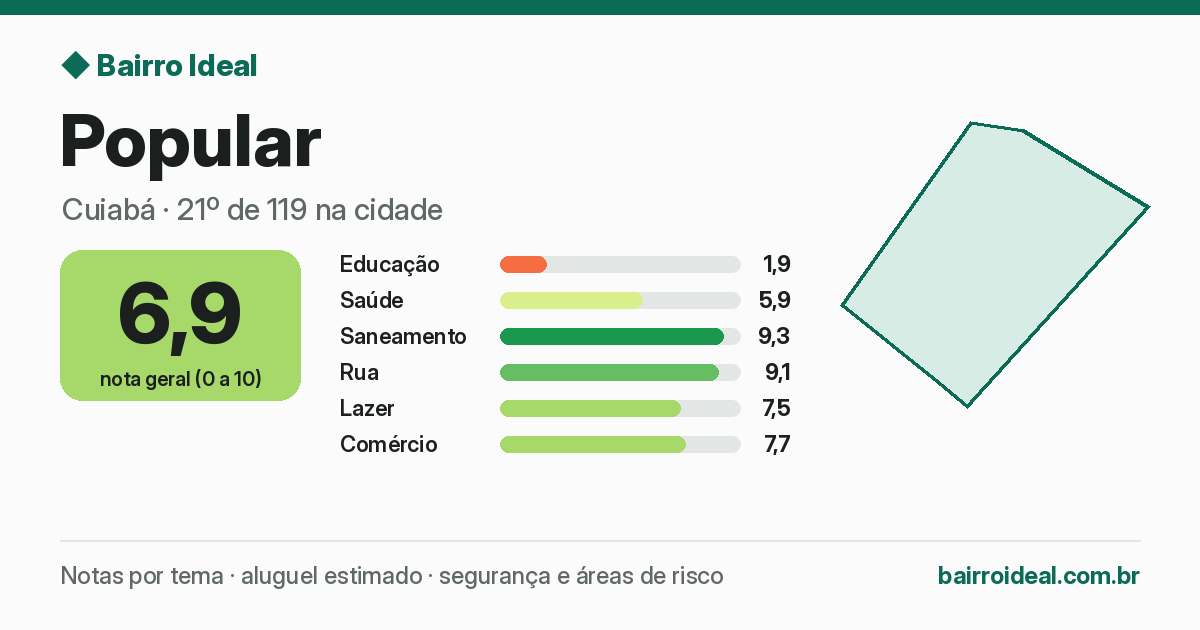 Bairro Ideal
Popular
Cuiabá · 21º de 119 na cidade
6,9
nota geral (0 a 10)
Educação 1,9
Saúde 5,9
Saneamento 9,3
Rua 9,1
Lazer 7,5
Comércio 7,7
Notas por tema · aluguel estimado · segurança e áreas de risco
bairroideal.com.br